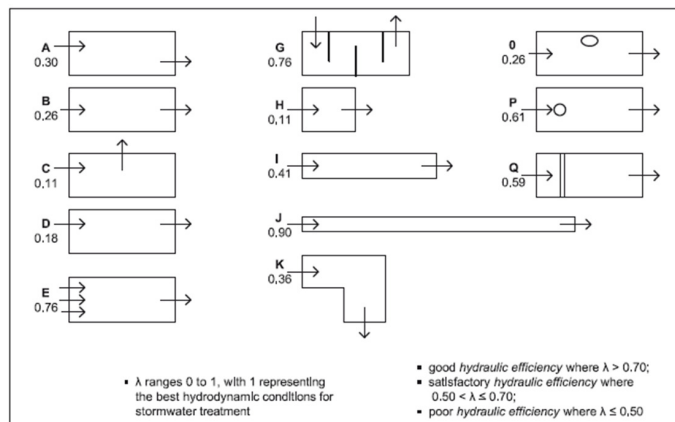 A
0.30
B
0,26
C
0,11
D
0.18
E
0,76
G
0.76
H
0,11
I
0.41
J
0.90
K
0,36
0
0.26
P
0.61
Q
0,59
▪ λ ranges 0 to 1, with 1 representing
the best hydrodynamic conditions for
stormwater treatment
▪ good hydraulic efficiency where λ > 0.70;
▪ satisfactory hydraulic efficiency where
0.50 < λ ≤ 0.70;
▪ poor hydraulic efficiency where λ ≤ 0,50